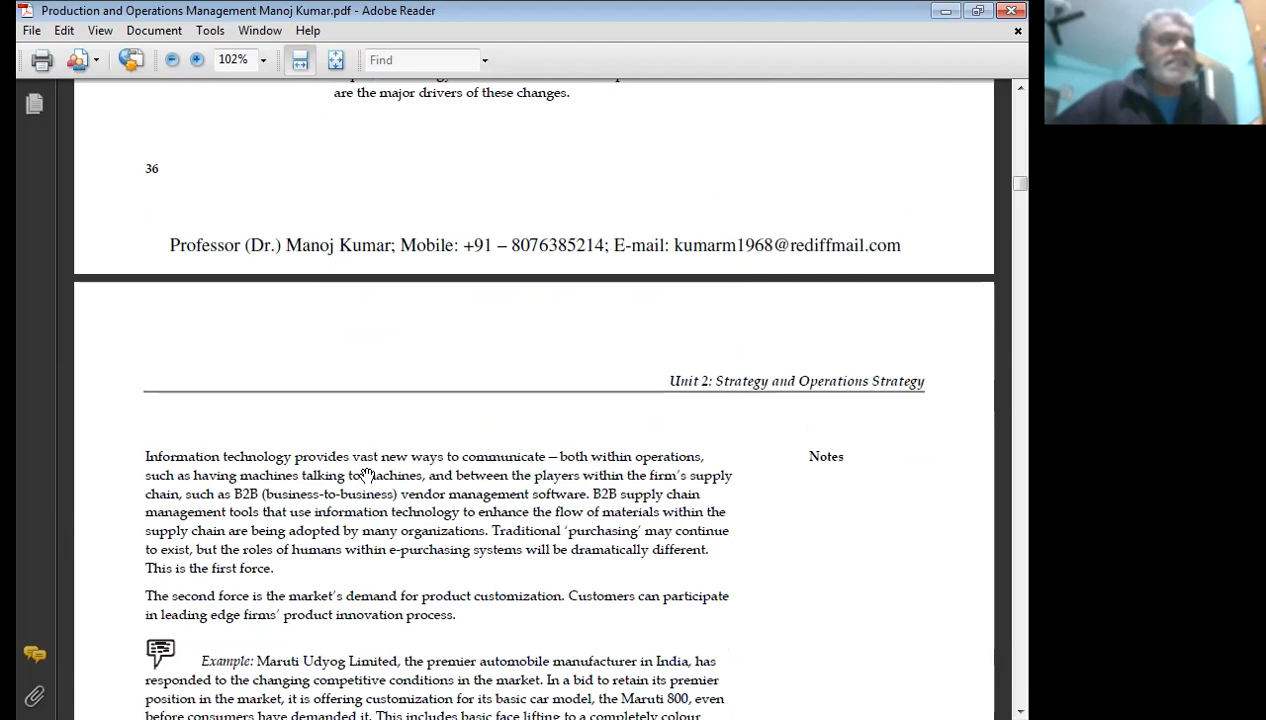 Production and Operations Management Manoj Kumar.pdf - Adobe Reader
File Edit View Document Tools Window Help
102% Find
are the major drivers of these changes.
36
Professor (Dr.) Manoj Kumar; Mobile: +91 – 8076385214; E-mail: kumarm1968@rediffmail.com
Unit 2: Strategy and Operations Strategy
Information technology provides vast new ways to communicate – both within operations,
Notes
such as having machines talking to machines, and between the players within the firm's supply
chain, such as B2B (business-to-business) vendor management software. B2B supply chain
management tools that use information technology to enhance the flow of materials within the
supply chain are being adopted by many organizations. Traditional 'purchasing' may continue
to exist, but the roles of humans within e-purchasing systems will be dramatically different.
This is the first force.
The second force is the market's demand for product customization. Customers can participate
in leading edge firms' product innovation process.
Example: Maruti Udyog Limited, the premier automobile manufacturer in India, has
responded to the changing competitive conditions in the market. In a bid to retain its premier
position in the market, it is offering customization for its basic car model, the Maruti 800, even
before consumers have demanded it. This includes basic face lifting to a completely colour